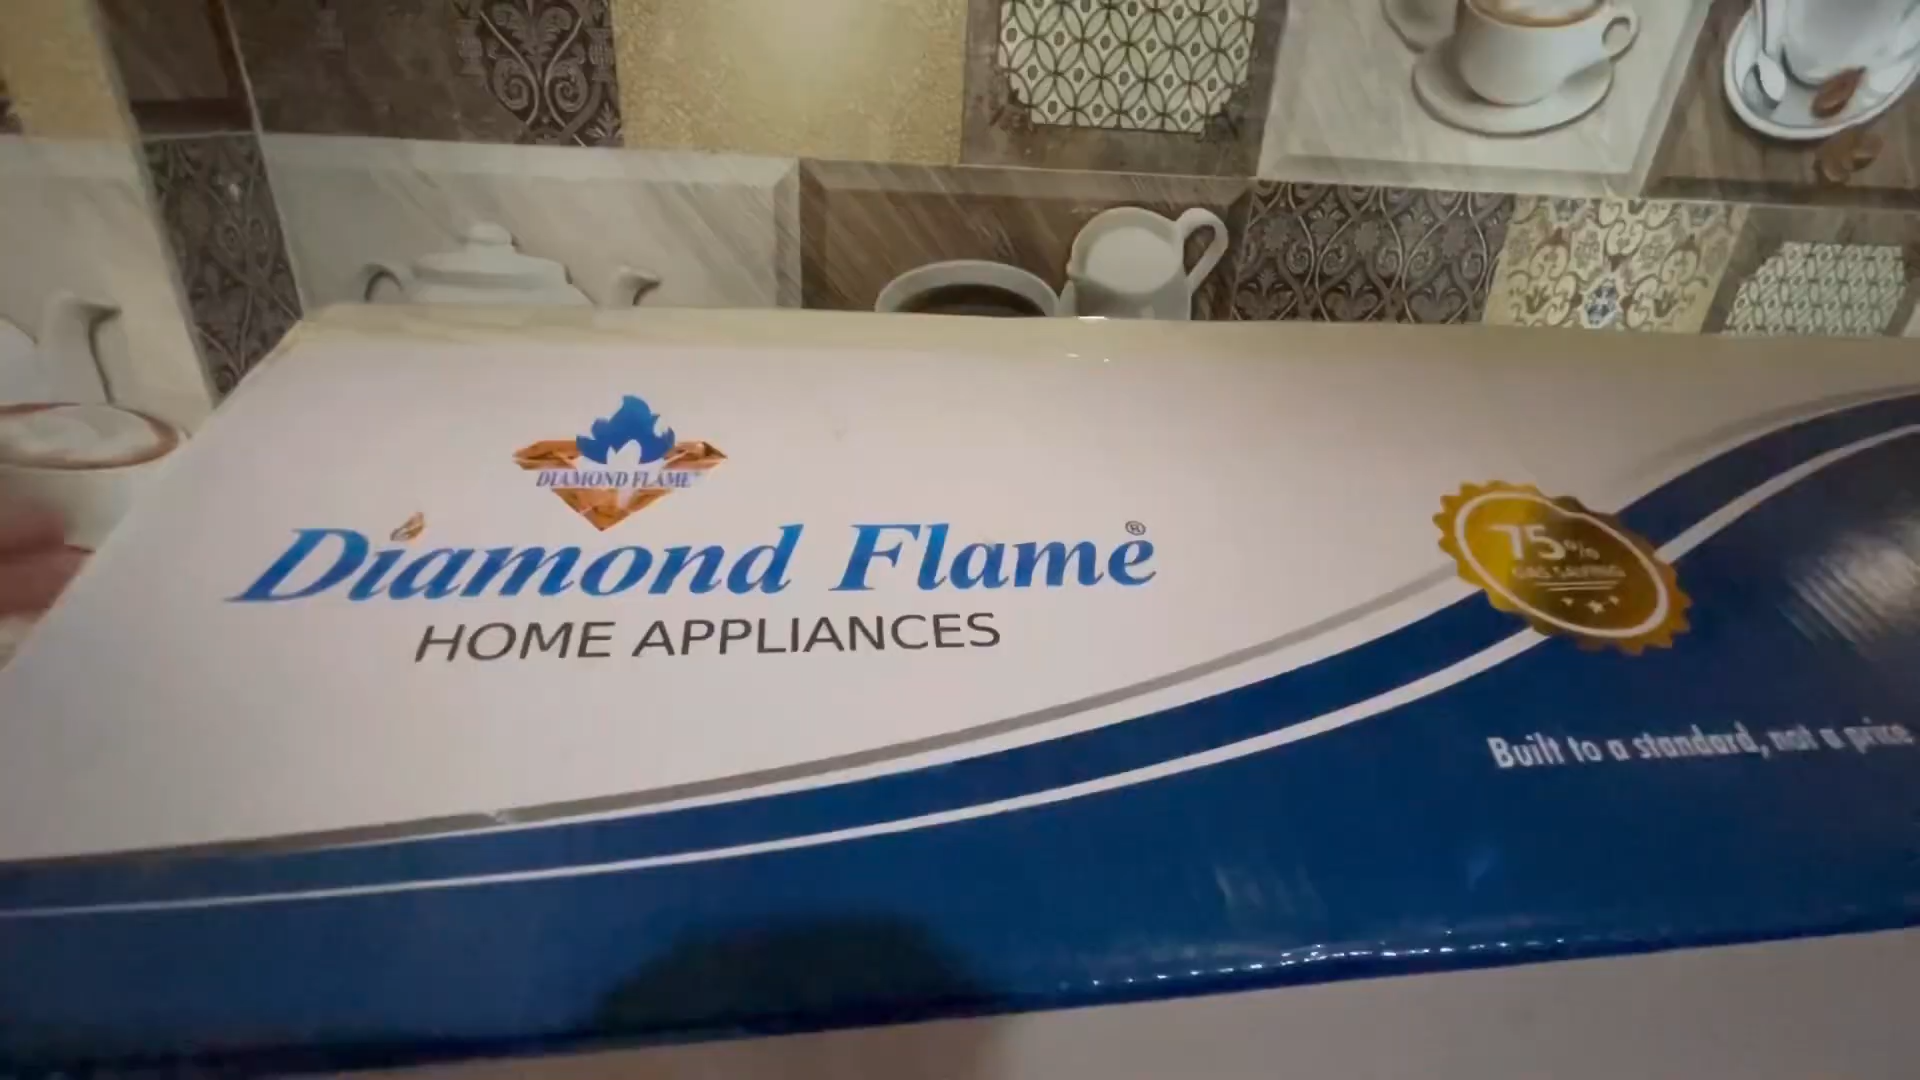 DIAMOND FLAME
Diamond Flame®
HOME APPLIANCES
75%
GAS SAVING
Built to a standard, not a price